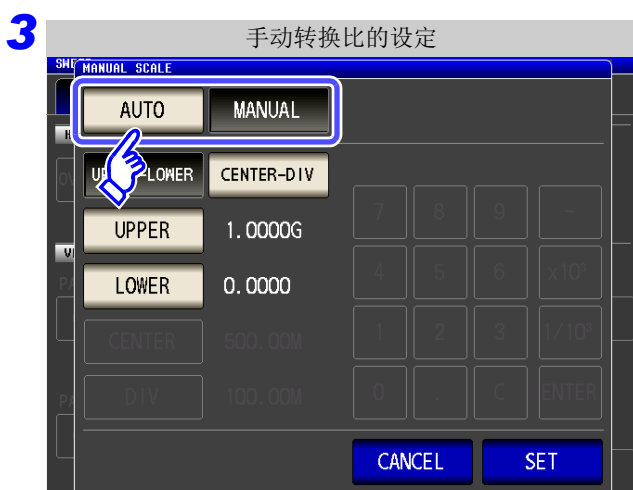 3
手动转换比的设定
MANUAL SCALE
AUTO MANUAL
CENTER-DIV
UPPER 1.0000G
LOWER 0.0000
CENTER 500.00M
DIV 100.00M
7 8 9 -
4 5 6 x10³
1 2 3 1/10³
0 . C ENTER
CANCEL SET